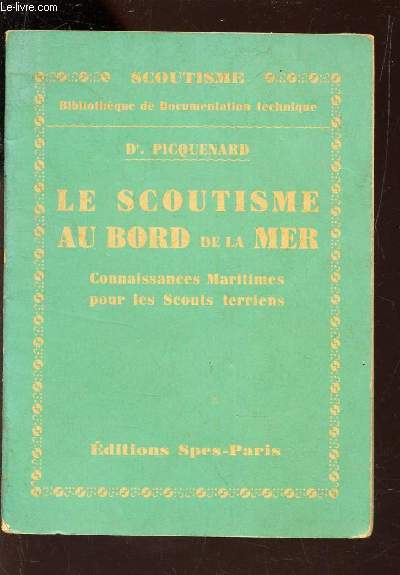 © Le-Livre.com
SCOUTISME
Bibliothèque de Documentation technique
Dr. PICQUENARD
LE SCOUTISME
AU BORD DE LA MER
Connaissances Maritimes
pour les Scouts terriens
Éditions Spes-Paris